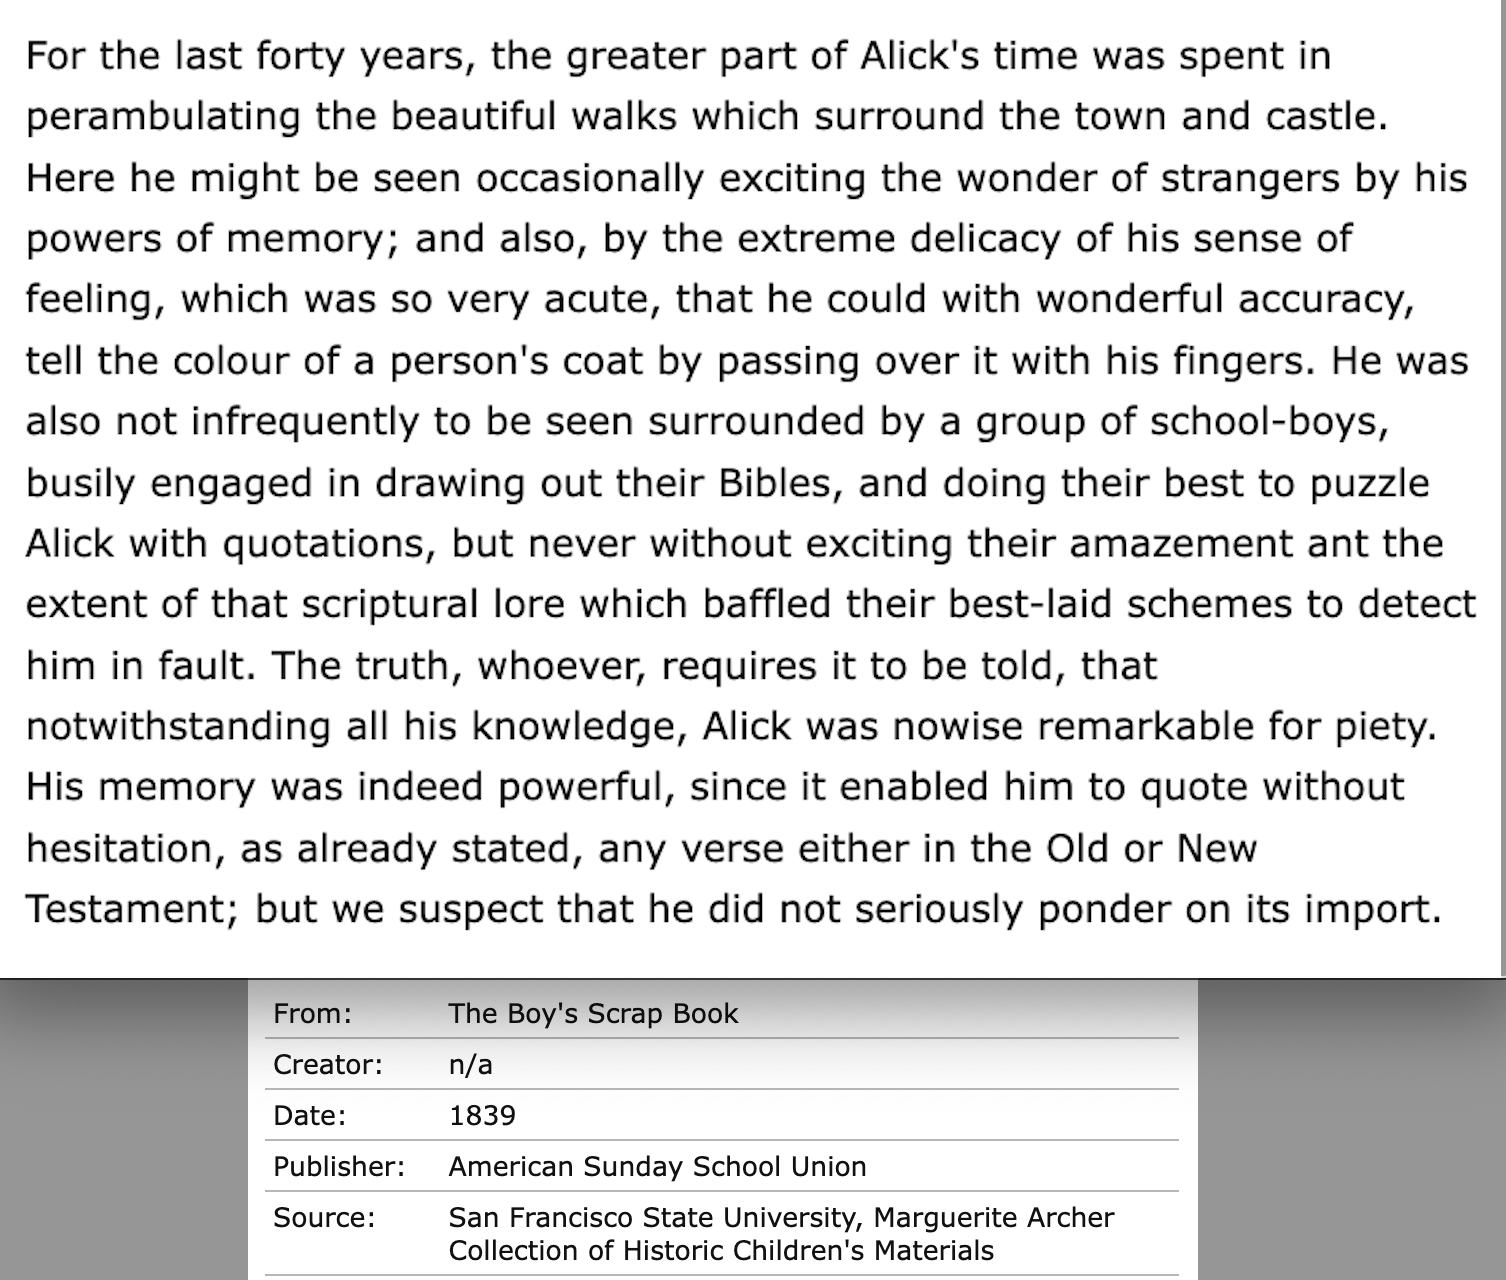 For the last forty years, the greater part of Alick's time was spent in
perambulating the beautiful walks which surround the town and castle.
Here he might be seen occasionally exciting the wonder of strangers by his
powers of memory; and also, by the extreme delicacy of his sense of
feeling, which was so very acute, that he could with wonderful accuracy,
tell the colour of a person's coat by passing over it with his fingers. He was
also not infrequently to be seen surrounded by a group of school-boys,
busily engaged in drawing out their Bibles, and doing their best to puzzle
Alick with quotations, but never without exciting their amazement ant the
extent of that scriptural lore which baffled their best-laid schemes to detect
him in fault. The truth, whoever, requires it to be told, that
notwithstanding all his knowledge, Alick was nowise remarkable for piety.
His memory was indeed powerful, since it enabled him to quote without
hesitation, as already stated, any verse either in the Old or New
Testament; but we suspect that he did not seriously ponder on its import.
From: The Boy's Scrap Book
Creator: n/a
Date: 1839
Publisher: American Sunday School Union
Source: San Francisco State University, Marguerite Archer
Collection of Historic Children's Materials